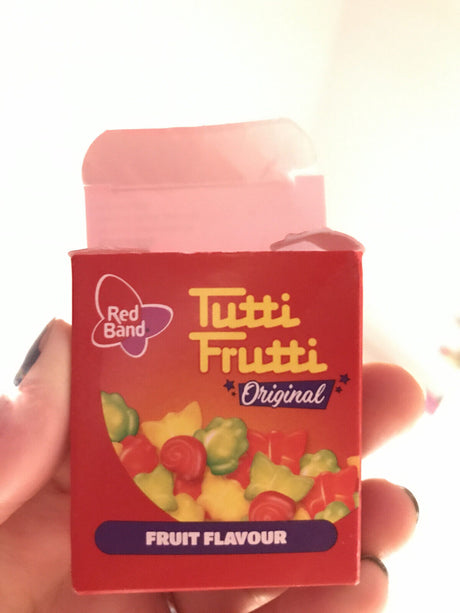 Red
Band
Tutti
Frutti
Original
FRUIT FLAVOUR